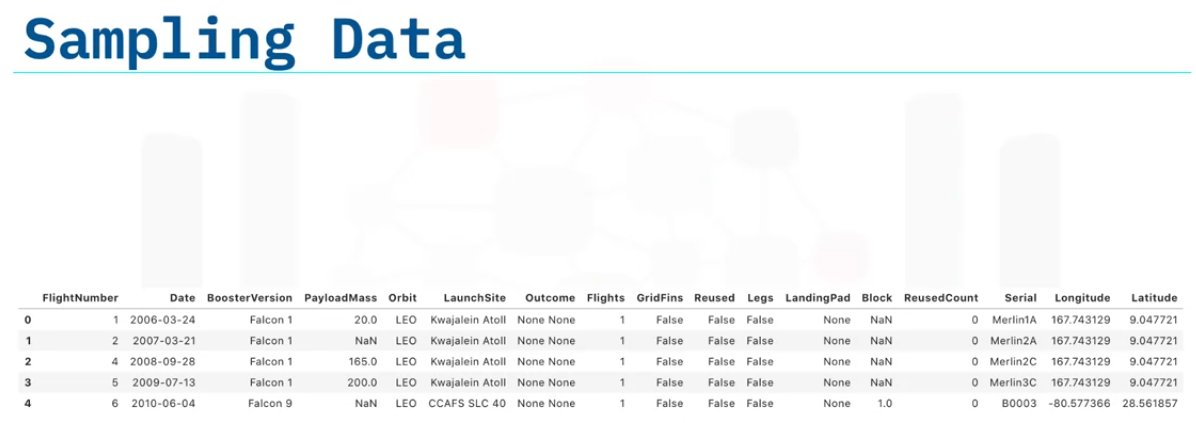 Sampling Data
FlightNumber Date BoosterVersion PayloadMass Orbit LaunchSite Outcome Flights GridFins Reused Legs LandingPad Block ReusedCount Serial Longitude Latitude
0 1 2006-03-24 Falcon 1 20.0 LEO Kwajalein Atoll None None 1 False False False None NaN 0 Merlin1A 167.743129 9.047721
1 2 2007-03-21 Falcon 1 NaN LEO Kwajalein Atoll None None 1 False False False None NaN 0 Merlin2A 167.743129 9.047721
2 4 2008-09-28 Falcon 1 165.0 LEO Kwajalein Atoll None None 1 False False False None NaN 0 Merlin2C 167.743129 9.047721
3 5 2009-07-13 Falcon 1 200.0 LEO Kwajalein Atoll None None 1 False False False None NaN 0 Merlin3C 167.743129 9.047721
4 6 2010-06-04 Falcon 9 NaN LEO CCAFS SLC 40 None None 1 False False False None 1.0 0 B0003 -80.577366 28.561857